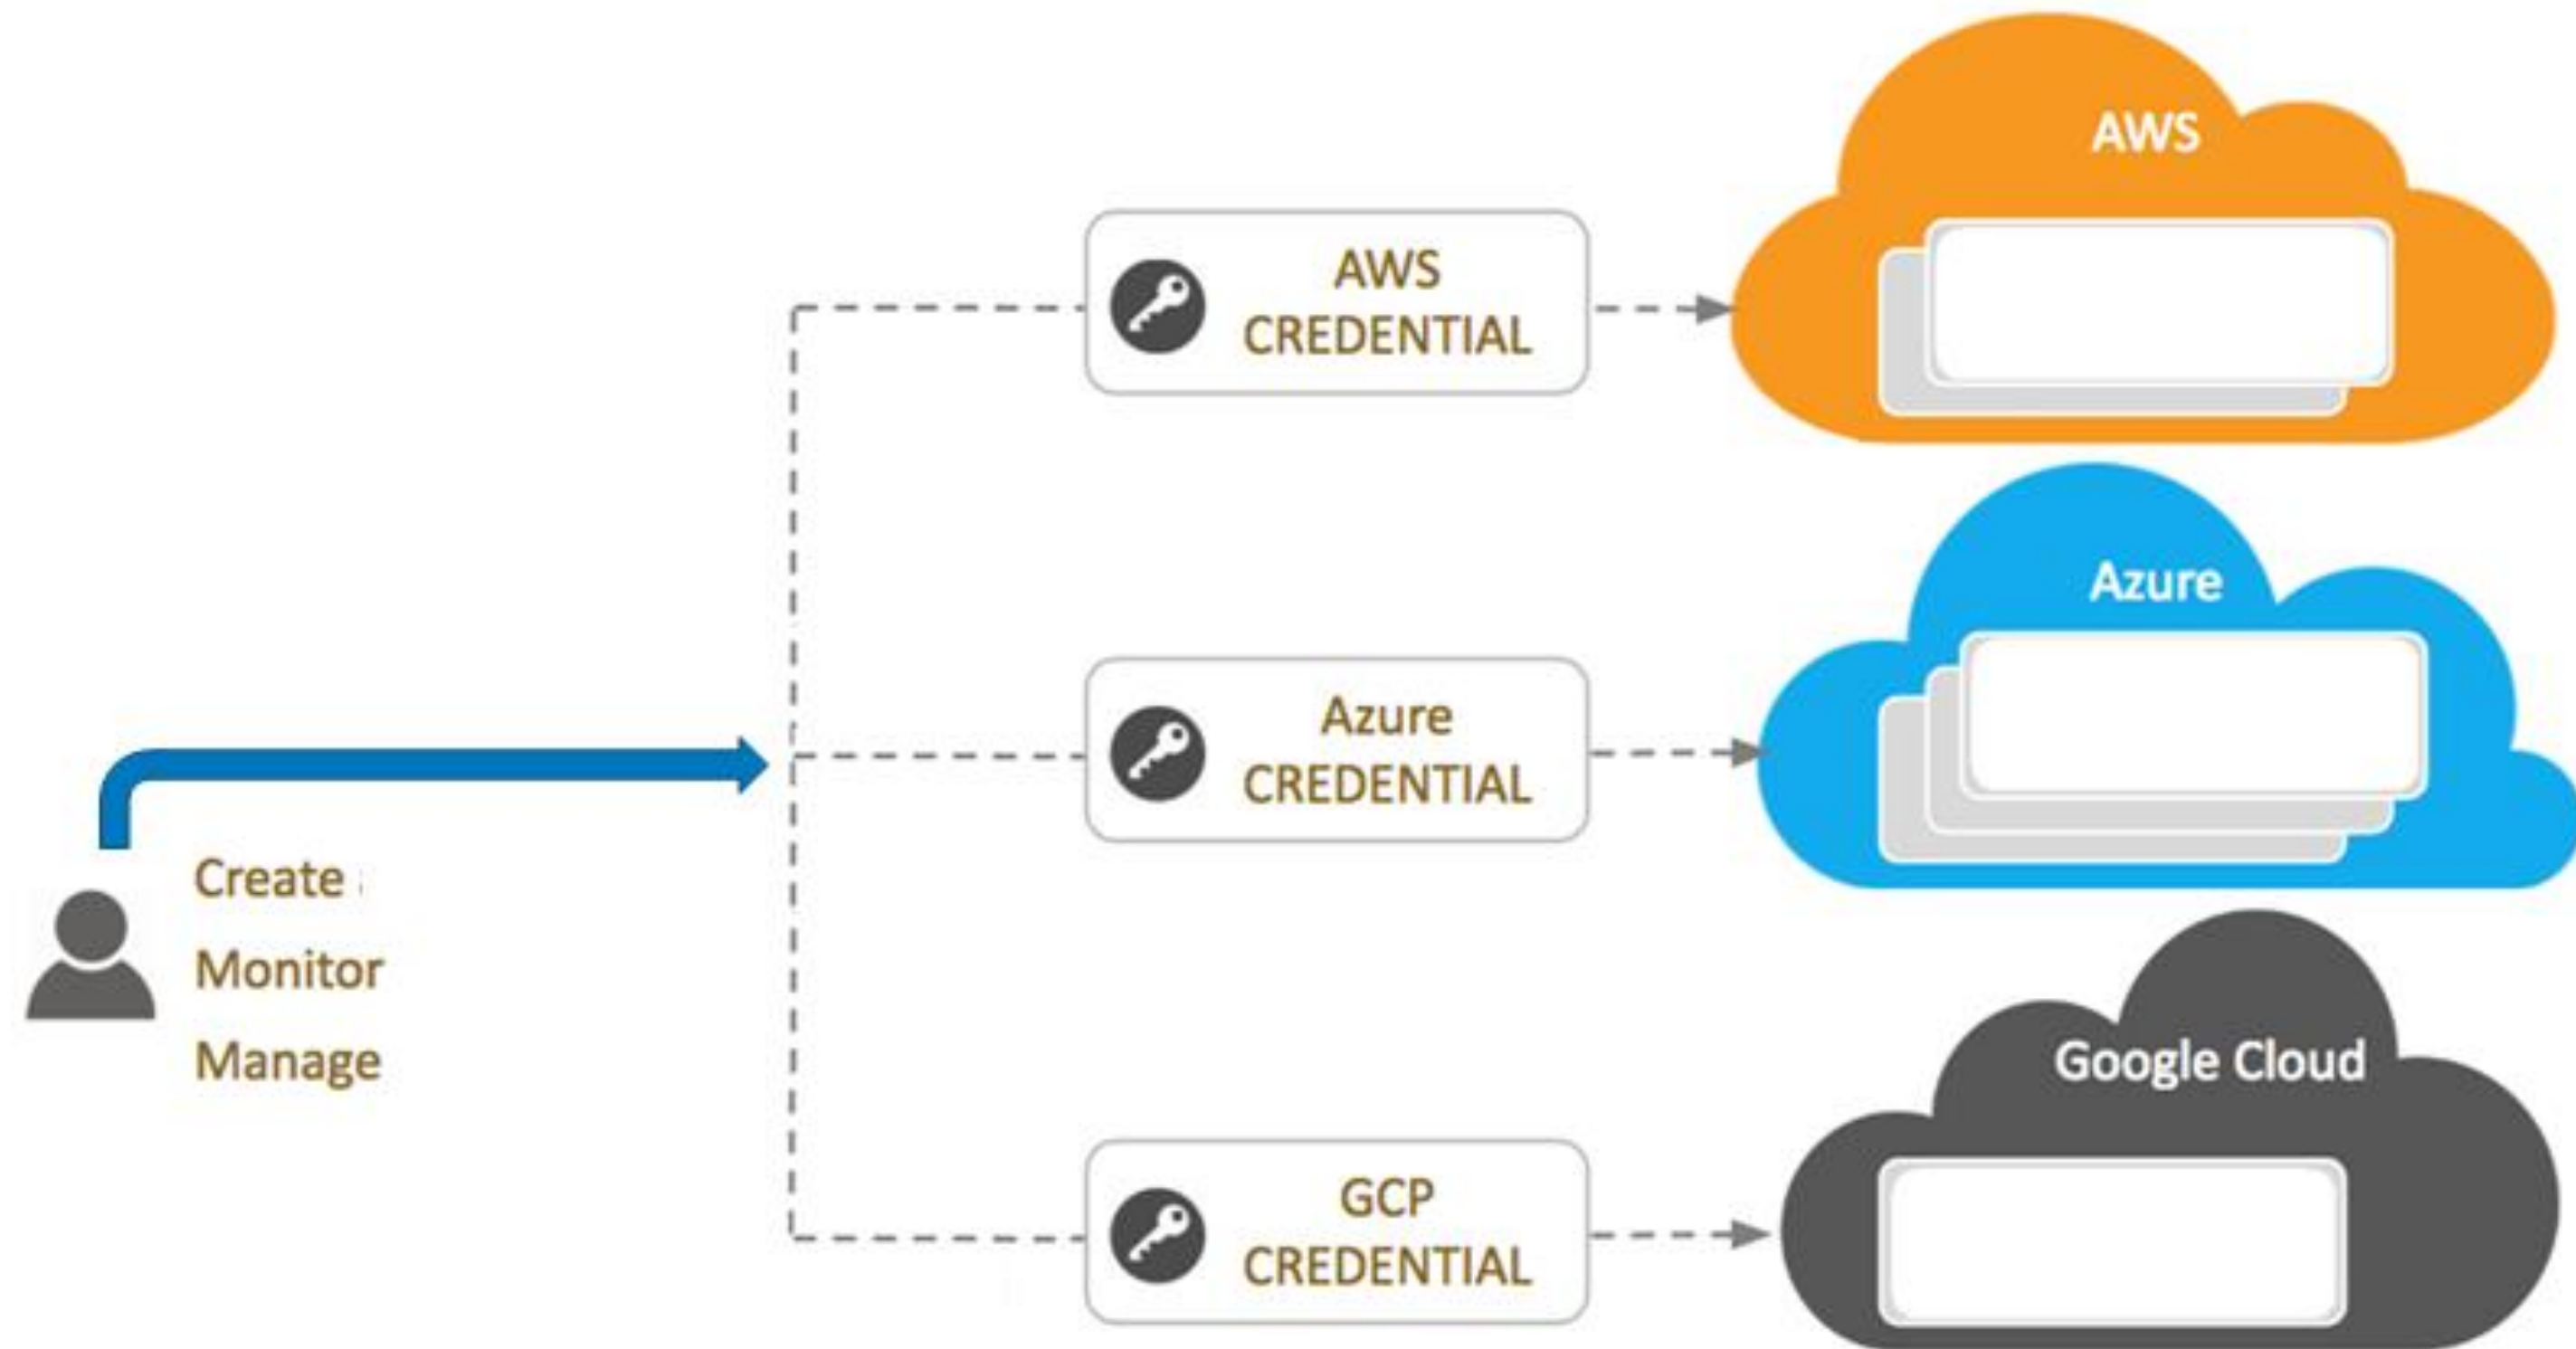 AWS
AWS
CREDENTIAL
Azure
Azure
CREDENTIAL
Create
Monitor
Manage
Google Cloud
GCP
CREDENTIAL